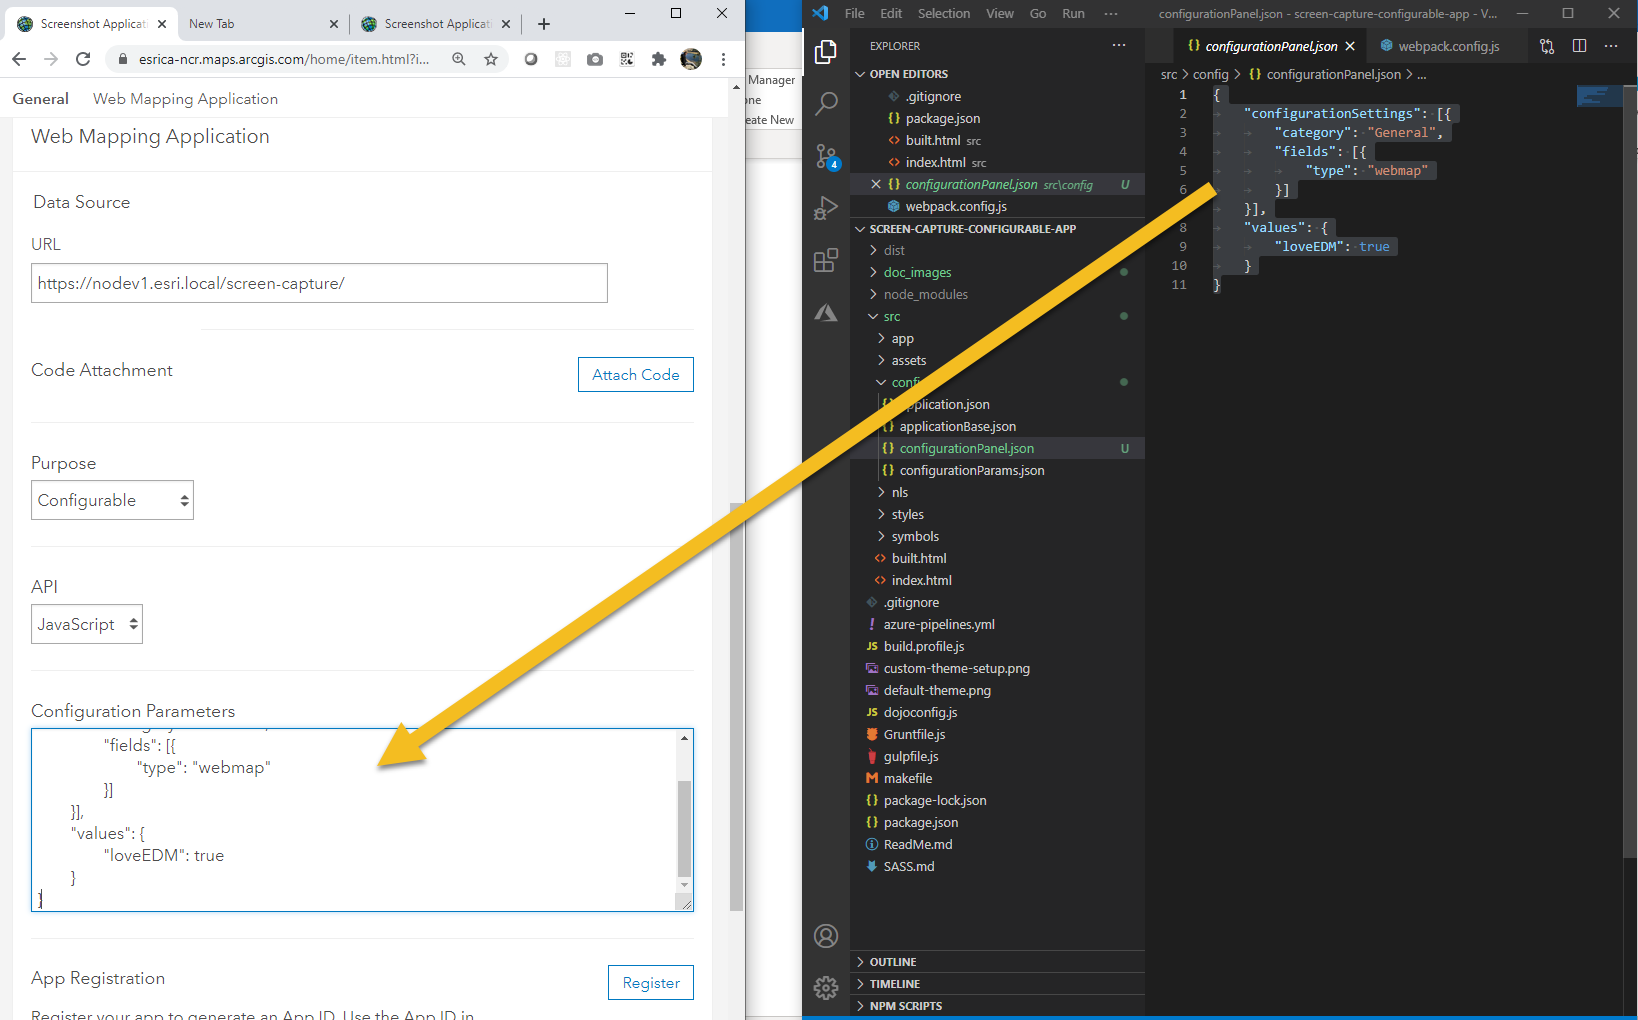 Screenshot Applicati
New Tab
Screenshot Applicati
esrica-ncr.maps.arcgis.com/home/item.html?i...
General
Web Mapping Application
Web Mapping Application
Data Source
URL
https://nodev1.esri.local/screen-capture/
Code Attachment
Attach Code
Purpose
Configurable
API
JavaScript
Configuration Parameters
"fields": [{
"type": "webmap"
}]
}],
"values": {
"loveEDM": true
}
}
App Registration
Register
Register your app to generate an App ID. Use the App ID in
Manager
one
eate New
File Edit Selection View Go Run ···
configurationPanel.json - screen-capture-configurable-app - V...
EXPLORER
OPEN EDITORS
.gitignore
package.json
built.html src
index.html src
configurationPanel.json src\config U
webpack.config.js
SCREEN-CAPTURE-CONFIGURABLE-APP
dist
doc_images
node_modules
src
app
assets
conf
pplication.json
applicationBase.json
configurationPanel.json U
configurationParams.json
nls
styles
symbols
built.html
index.html
.gitignore
azure-pipelines.yml
JS build.profile.js
custom-theme-setup.png
default-theme.png
JS dojoconfig.js
Gruntfile.js
gulpfile.js
makefile
package-lock.json
package.json
ReadMe.md
SASS.md
OUTLINE
TIMELINE
NPM SCRIPTS
4
configurationPanel.json
webpack.config.js
src > config > {} configurationPanel.json > ...
1 {
2 "configurationSettings": [{
3 "category": "General",
4 "fields": [{
5 "type": "webmap"
6 }]
}],
8 "values": {
9 "loveEDM": true
10 }
11 }